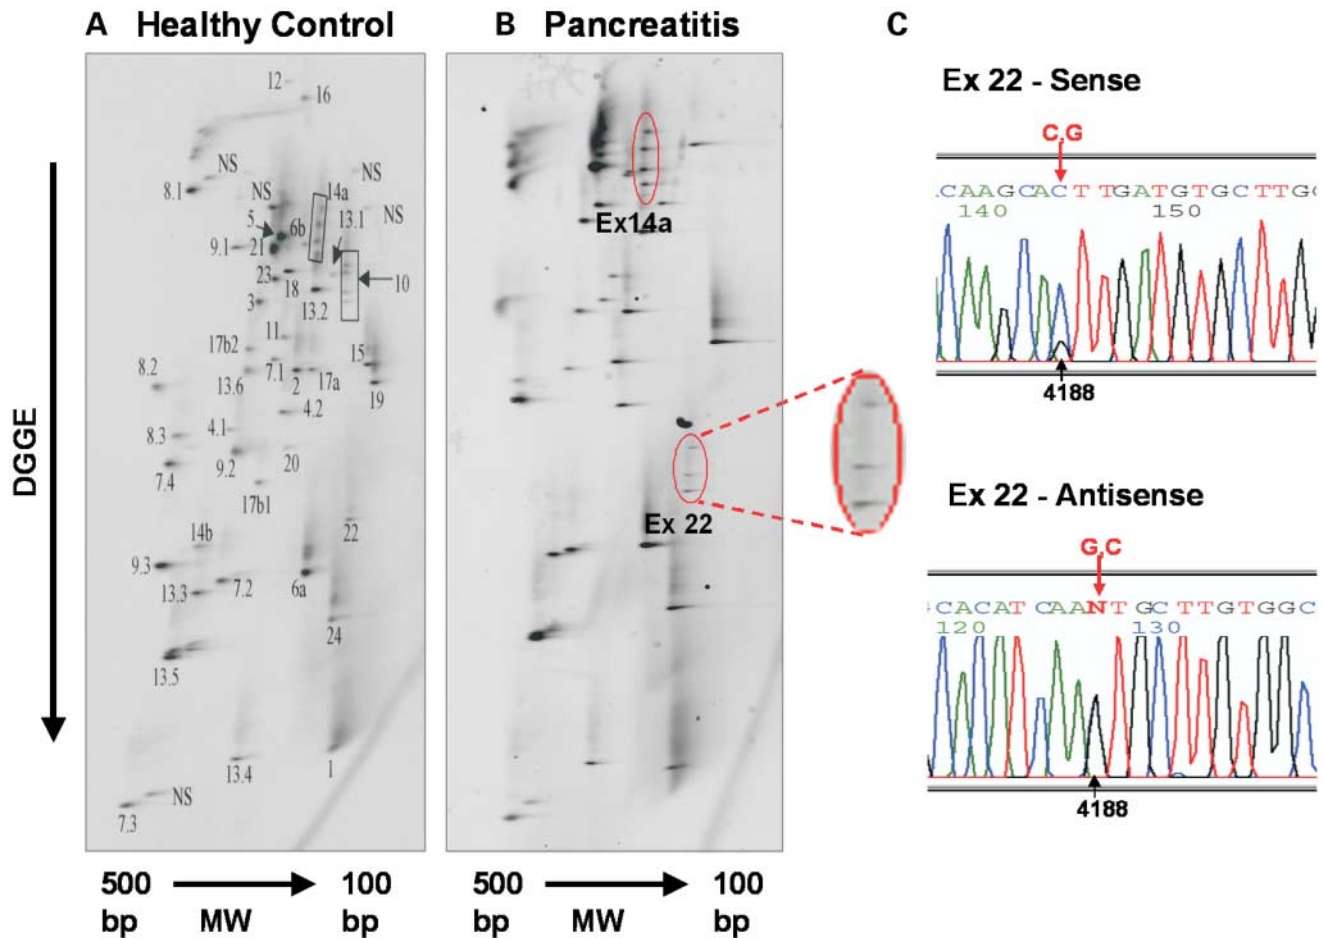 A Healthy Control
B Pancreatitis
C
DGGE
12
16
NS
8.1
NS
NS
14a
13.1
NS
5
6b
9.1
21
23
18
10
3
13.2
11
17b2
15
8.2
7.1
13.6
2
17a
19
4.2
4.1
8.3
9.2
20
7.4
17b1
22
14b
9.3
7.2
6a
13.3
24
13.5
13.4
1
NS
7.3
500 bp
MW
100 bp
Ex14a
Ex 22
500 bp
MW
100 bp
Ex 22 - Sense
C,G
CAAGCACTTGATGTGCTTG
140 150
4188
Ex 22 - Antisense
G,C
CACATCAANTGCTTGTGGC
120 130
4188